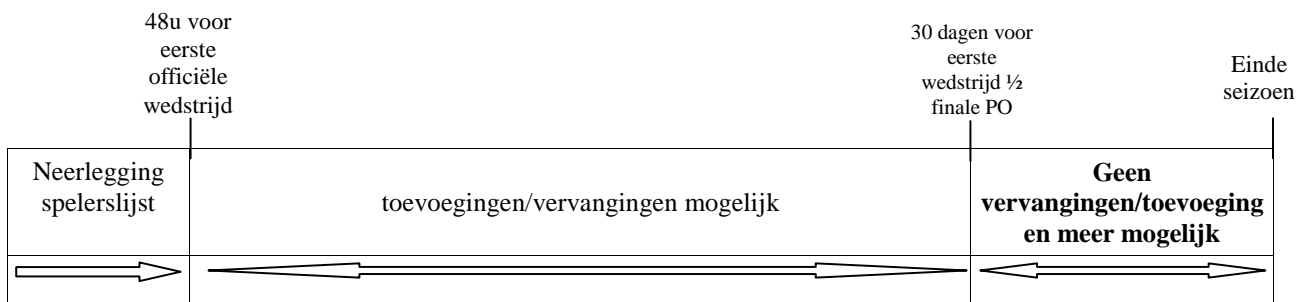 48u voor
eerste
officiële
wedstrijd
30 dagen voor
eerste
wedstrijd ½
finale PO
Einde
seizoen
Neerlegging
spelerslijst
toevoegingen/vervangingen mogelijk
Geen
vervangingen/toevoeging
en meer mogelijk